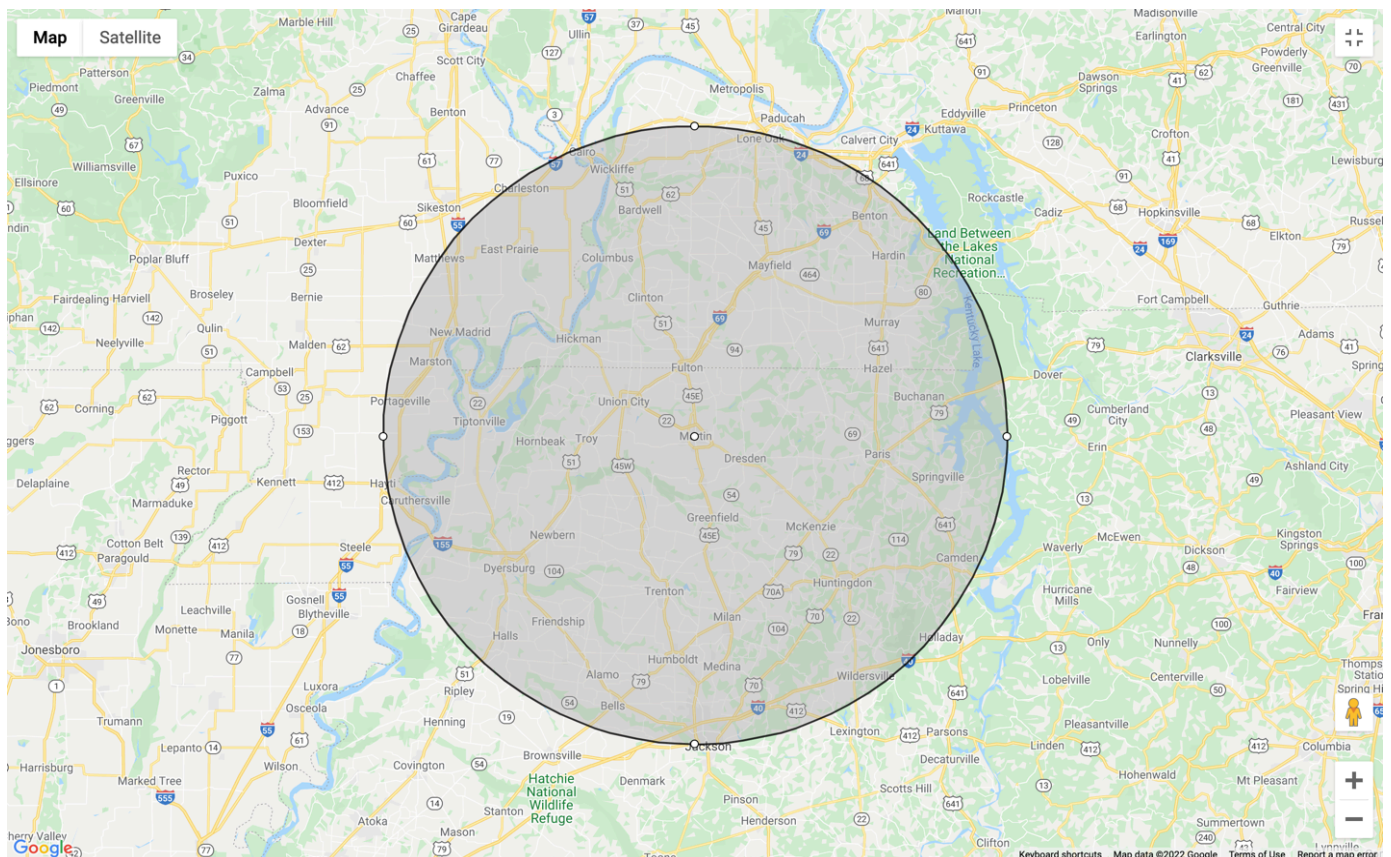 Map
Satellite
Marble Hill
Cape
Girardeau
Ullin
Marion
Madisonville
Earlington
Central City
Powdery
Greenville
Patterson
Piedmont
Greenville
Zalma
Scott City
Chaffee
Advance
Benton
Metropolis
Paducah
Dawson
Springs
Eddyville
Princeton
Kuttawa
Calvert City
Crofton
Lone Oak
Cairo
Wickliffe
Williamsville
Ellsinore
Puxico
Charleston
Lewisburg
Bloomfield
Sikeston
Bardwell
Benton
Rockcastle
Cadiz
Hopkinsville
Elkton
Dexter
Poplar Bluff
Matthews
East Prairie
Columbus
Mayfield
Hardin
Land Between
the Lakes
National
Recreation...
Fairdealing
Harviell
Broseley
Bernie
Clinton
Kentucky Lake
Fort Campbell
Guthrie
Qulin
Neelyville
Malden
New Madrid
Hickman
Murray
Adams
Marston
Clarksville
Campbell
Fulton
Hazel
Dover
Corning
Piggott
Portageville
Union City
Buchanan
Cumberland
City
Pleasant View
Tiptonville
Hornbeak
Troy
Martin
Paris
Erin
Rector
Dresden
Ashland City
Delaplaine
Kennett
Hayti
Springville
Marmaduke
Caruthersville
Greenfield
McKenzie
Cotton Belt
Paragould
Steele
Newbern
Waverly
McEwen
Dickson
Kingston
Springs
Camden
Dyersburg
Huntingdon
Fairview
Trenton
Hurricane
Mills
Gosnell
Blytheville
Leachville
Brookland
Monette
Manila
Friendship
Milan
Halls
Holladay
Only
Nunnelly
Jonesboro
Humboldt
Medina
Alamo
Wildersville
Lobelville
Centerville
Luxora
Ripley
Osceola
Bells
Trumann
Henning
Lexington
Parsons
Pleasantville
Linden
Columbia
Lepanto
Jackson
Brownsville
Decaturville
Harrisburg
Wilson
Covington
Hohenwald
Mt Pleasant
Marked Tree
Hatchie
National
Wildlife
Refuge
Denmark
Scotts Hill
Stanton
Pinson
Atoka
Mason
Henderson
Summertown
Clifton
Google
Keyboard shortcuts
Map data ©2022 Google
Terms of Use
Report a map error